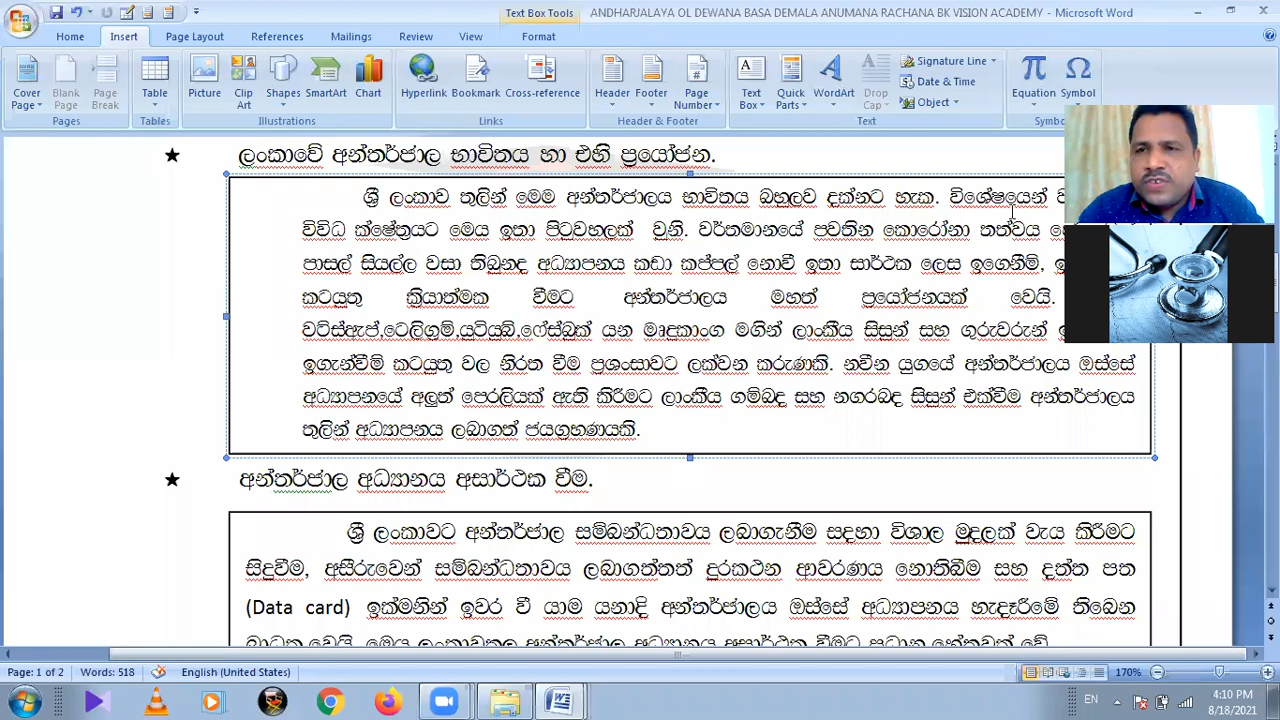 Text Box Tools
ANDHARJALAYA OL DEWANA BASA DEMALA ANUMANA RACHANA BK VISION ACADEMY - Microsoft Word
Home Insert Page Layout References Mailings Review View Format
Cover Page Blank Page Page Break Table Picture Clip Art Shapes SmartArt Chart Hyperlink Bookmark Cross-reference Header Footer Page Number Text Box Quick Parts WordArt Drop Cap Signature Line Date & Time Object Equation Symbol
Pages Tables Illustrations Links Header & Footer Text
★ ලංකාවේ අන්තර්ජාල භාවිතය හා එහි ප්‍රයෝජන.
ශ්‍රී ලංකාව තුලින් මෙම අන්තර්ජාලය භාවිතය බහුලව දක්නට හැක. විශේෂයෙන්
විවිධ ක්‍ෂේත්‍රයට මෙය ඉතා පිටුවහලක් වුනි. වර්තමානයේ පවතින කොරෝනා තත්වය
පාසල් සියල්ල වසා තිබුනද අධ්‍යාපනය කඩා කප්පල් නොවී ඉතා සාර්ථක ලෙස ඉගෙනීම්,
කටයුතු ක්‍රියාත්මක වීමට අන්තර්ජාලය මහත් ප්‍රයෝජනයක් වෙයි.
වට්ස්ඇප්,ටෙලිග්‍රුම්,යුටියුබ්,ෆේස්බුක් යන මෘදුකාංග මගින් ලාංකීය සිසුන් සහ ගුරුවරුන්
ඉගැන්වීම් කටයුතු වල නිරත වීම ප්‍රශංසාවට ලක්වන කරුණකි. නවීන යුගයේ අන්තර්ජාලය ඔස්සේ
අධ්‍යාපනයේ අලුත් පෙරලියක් ඇති කිරීමට ලාංකීය ගම්බද සහ නගරබද සිසුන් එක්වීම අන්තර්ජාලය
තුලින් අධ්‍යාපනය ලබාගත් ජයග්‍රහණයකි.
★ අන්තර්ජාල අධ්‍යානය අසාර්ථක වීම.
ශ්‍රී ලංකාවට අන්තර්ජාල සම්බන්ධතාවය ලබාගැනීම සදහා විශාල මුදලක් වැය කිරීමට
සිදුවීම, අසීරුවෙන් සම්බන්ධතාවය ලබාගත්තත් දුරකථන ආවරණය නොතිබීම සහ දත්ත පත
(Data card) ඉක්මනින් ඉවර වී යාම යනාදි අන්තර්ජාලය ඔස්සේ අධ්‍යාපනය හැදෑරීමේ තිබෙන
Page: 1 of 2 Words: 518 English (United States) 170%
EN 4:10 PM
8/18/2021